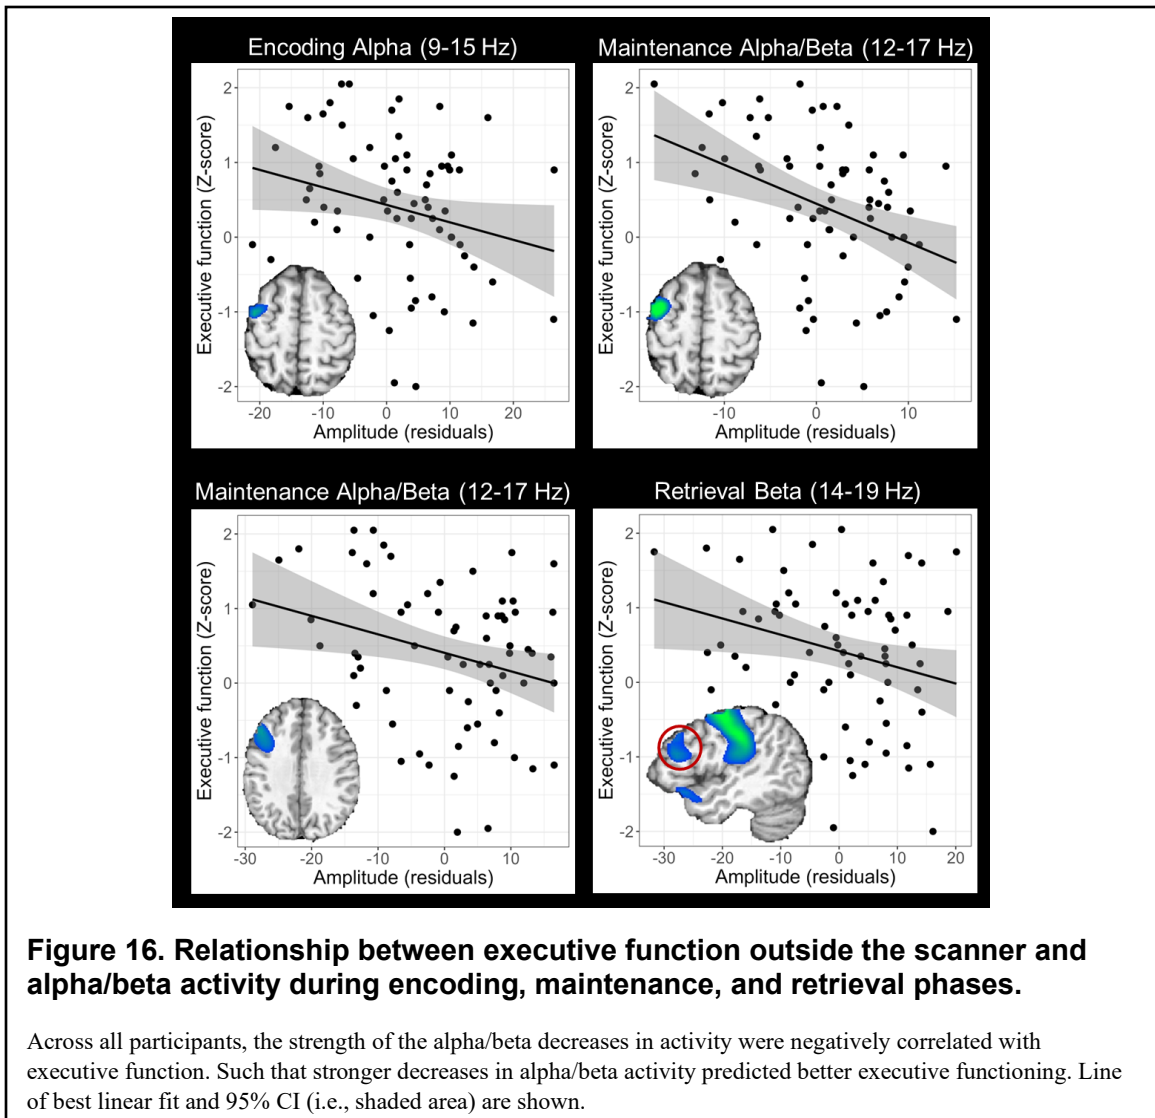 Encoding Alpha (9-15 Hz)
Executive function (Z-score)
2
1
0
-1
-2
-20 -10 0 10 20
Amplitude (residuals)
Maintenance Alpha/Beta (12-17 Hz)
Executive function (Z-score)
2
1
0
-1
-2
-10 0 10
Amplitude (residuals)
Maintenance Alpha/Beta (12-17 Hz)
Executive function (Z-score)
2
1
0
-1
-2
-30 -20 -10 0 10
Amplitude (residuals)
Retrieval Beta (14-19 Hz)
Executive function (Z-score)
2
1
0
-1
-2
-30 -20 -10 0 10 20
Amplitude (residuals)
Figure 16. Relationship between executive function outside the scanner and
alpha/beta activity during encoding, maintenance, and retrieval phases.
Across all participants, the strength of the alpha/beta decreases in activity were negatively correlated with
executive function. Such that stronger decreases in alpha/beta activity predicted better executive functioning. Line
of best linear fit and 95% CI (i.e., shaded area) are shown.